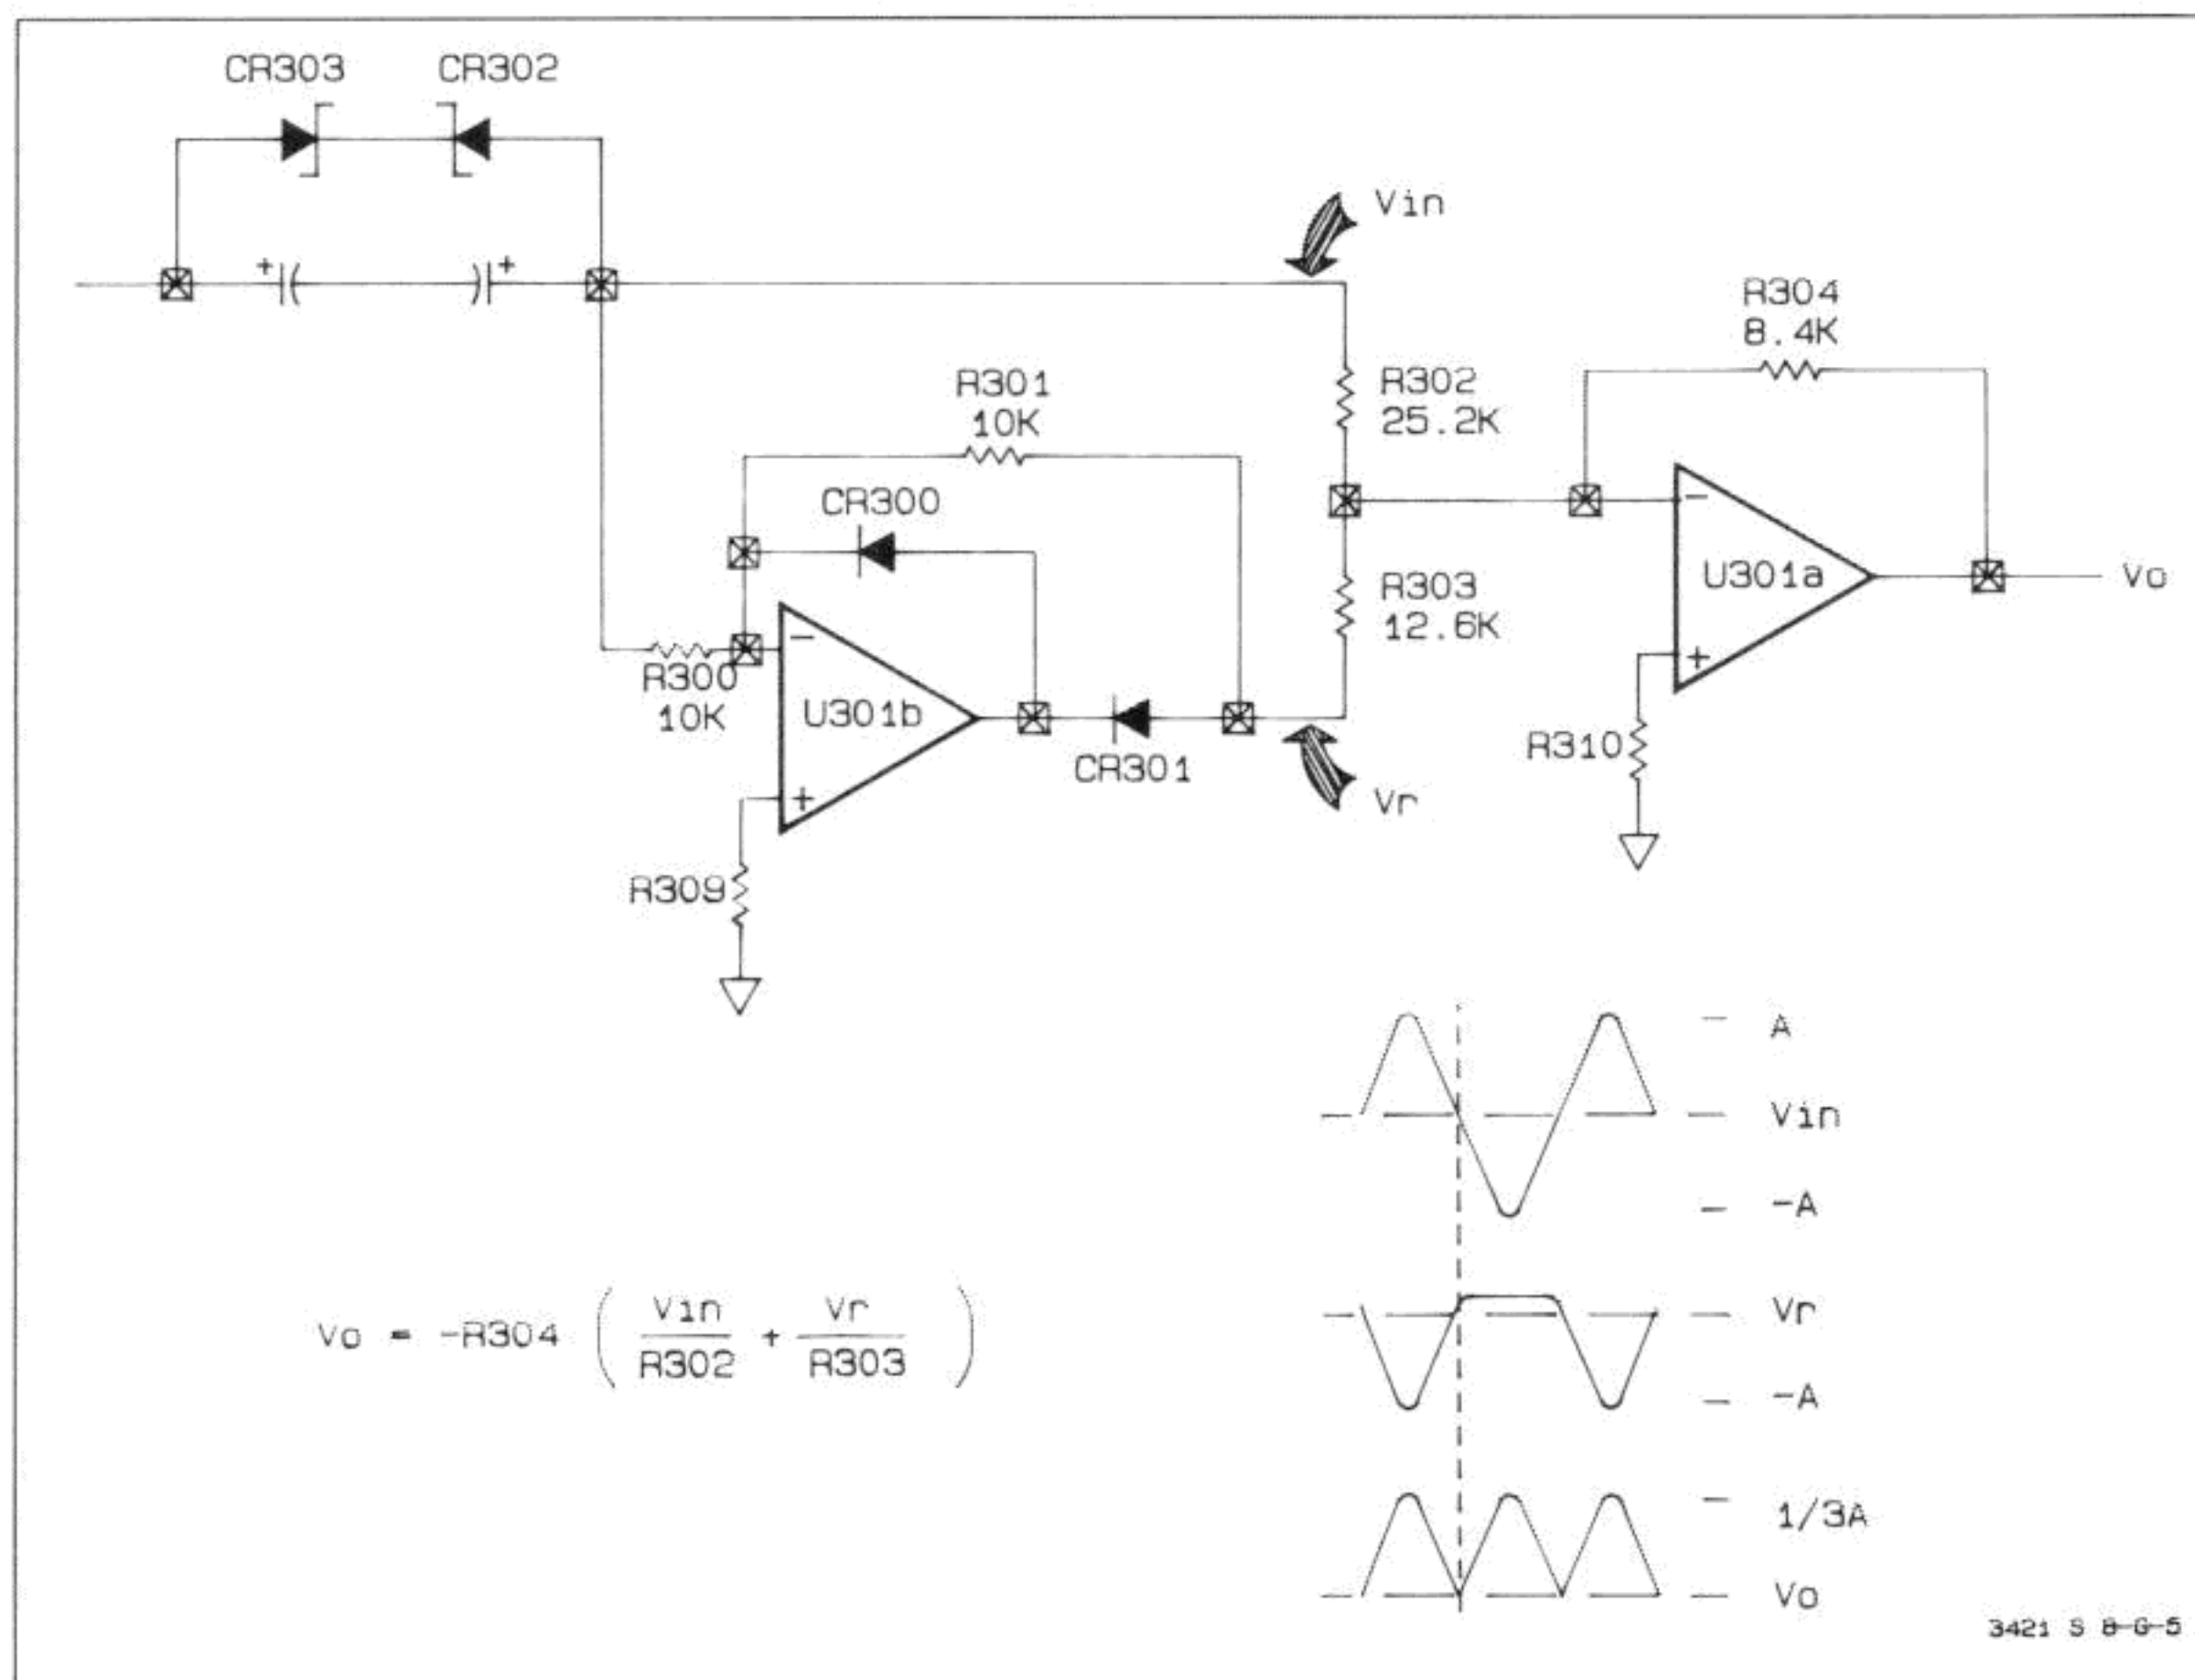 CR303 CR302
+ +
Vin
R304
8.4K
R302
25.2K
R301
10K
CR300
R303
12.6K
- U301a Vo
+
R300
10K
- U301b
+
CR301
R310
Vr
R309
A
Vin
-A
Vo = -R304 ( Vin / R302 + Vr / R303 )
Vr
-A
1/3A
Vo
3421 S 8-G-5